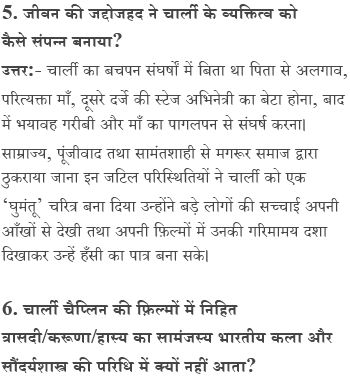 5. जीवन की जद्दोजहद ने चार्ली के व्यक्तित्व को
कैसे संपन्न बनाया?
उत्तर:- चार्ली का बचपन संघर्षों में बिता था पिता से अलगाव,
परित्यक्ता माँ, दूसरे दर्जे की स्टेज अभिनेत्री का बेटा होना, बाद
में भयावह गरीबी और माँ का पागलपन से संघर्ष करना।
साम्राज्य, पूंजीवाद तथा सामंतशाही से मगरूर समाज द्वारा
ठुकराया जाना इन जटिल परिस्थितियों ने चार्ली को एक
‘घुमंतू’ चरित्र बना दिया उन्होंने बड़े लोगों की सच्चाई अपनी
आँखों से देखी तथा अपनी फ़िल्मों में उनकी गरिमामय दशा
दिखाकर उन्हें हँसी का पात्र बना सके।
6. चार्ली चैप्लिन की फ़िल्मों में निहित
त्रासदी/करूणा/हास्य का सामंजस्य भारतीय कला और
सौंदर्यशास्त्र की परिधि में क्यों नहीं आता?